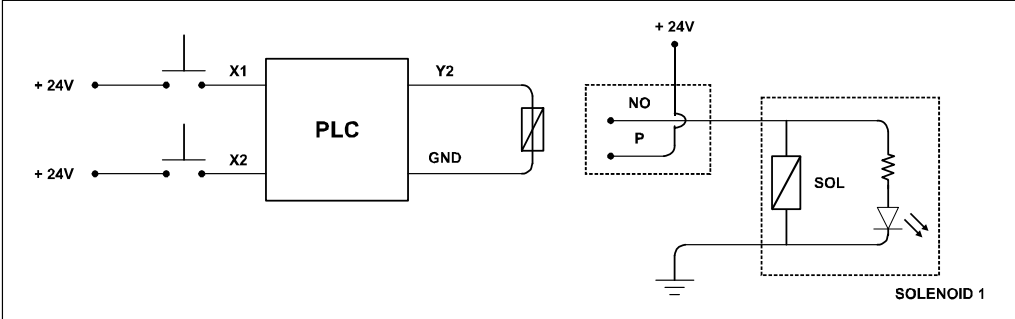 + 24V
X1
Y2
NO
+ 24V
PLC
P
X2
GND
+ 24V
SOL
SOLENOID 1